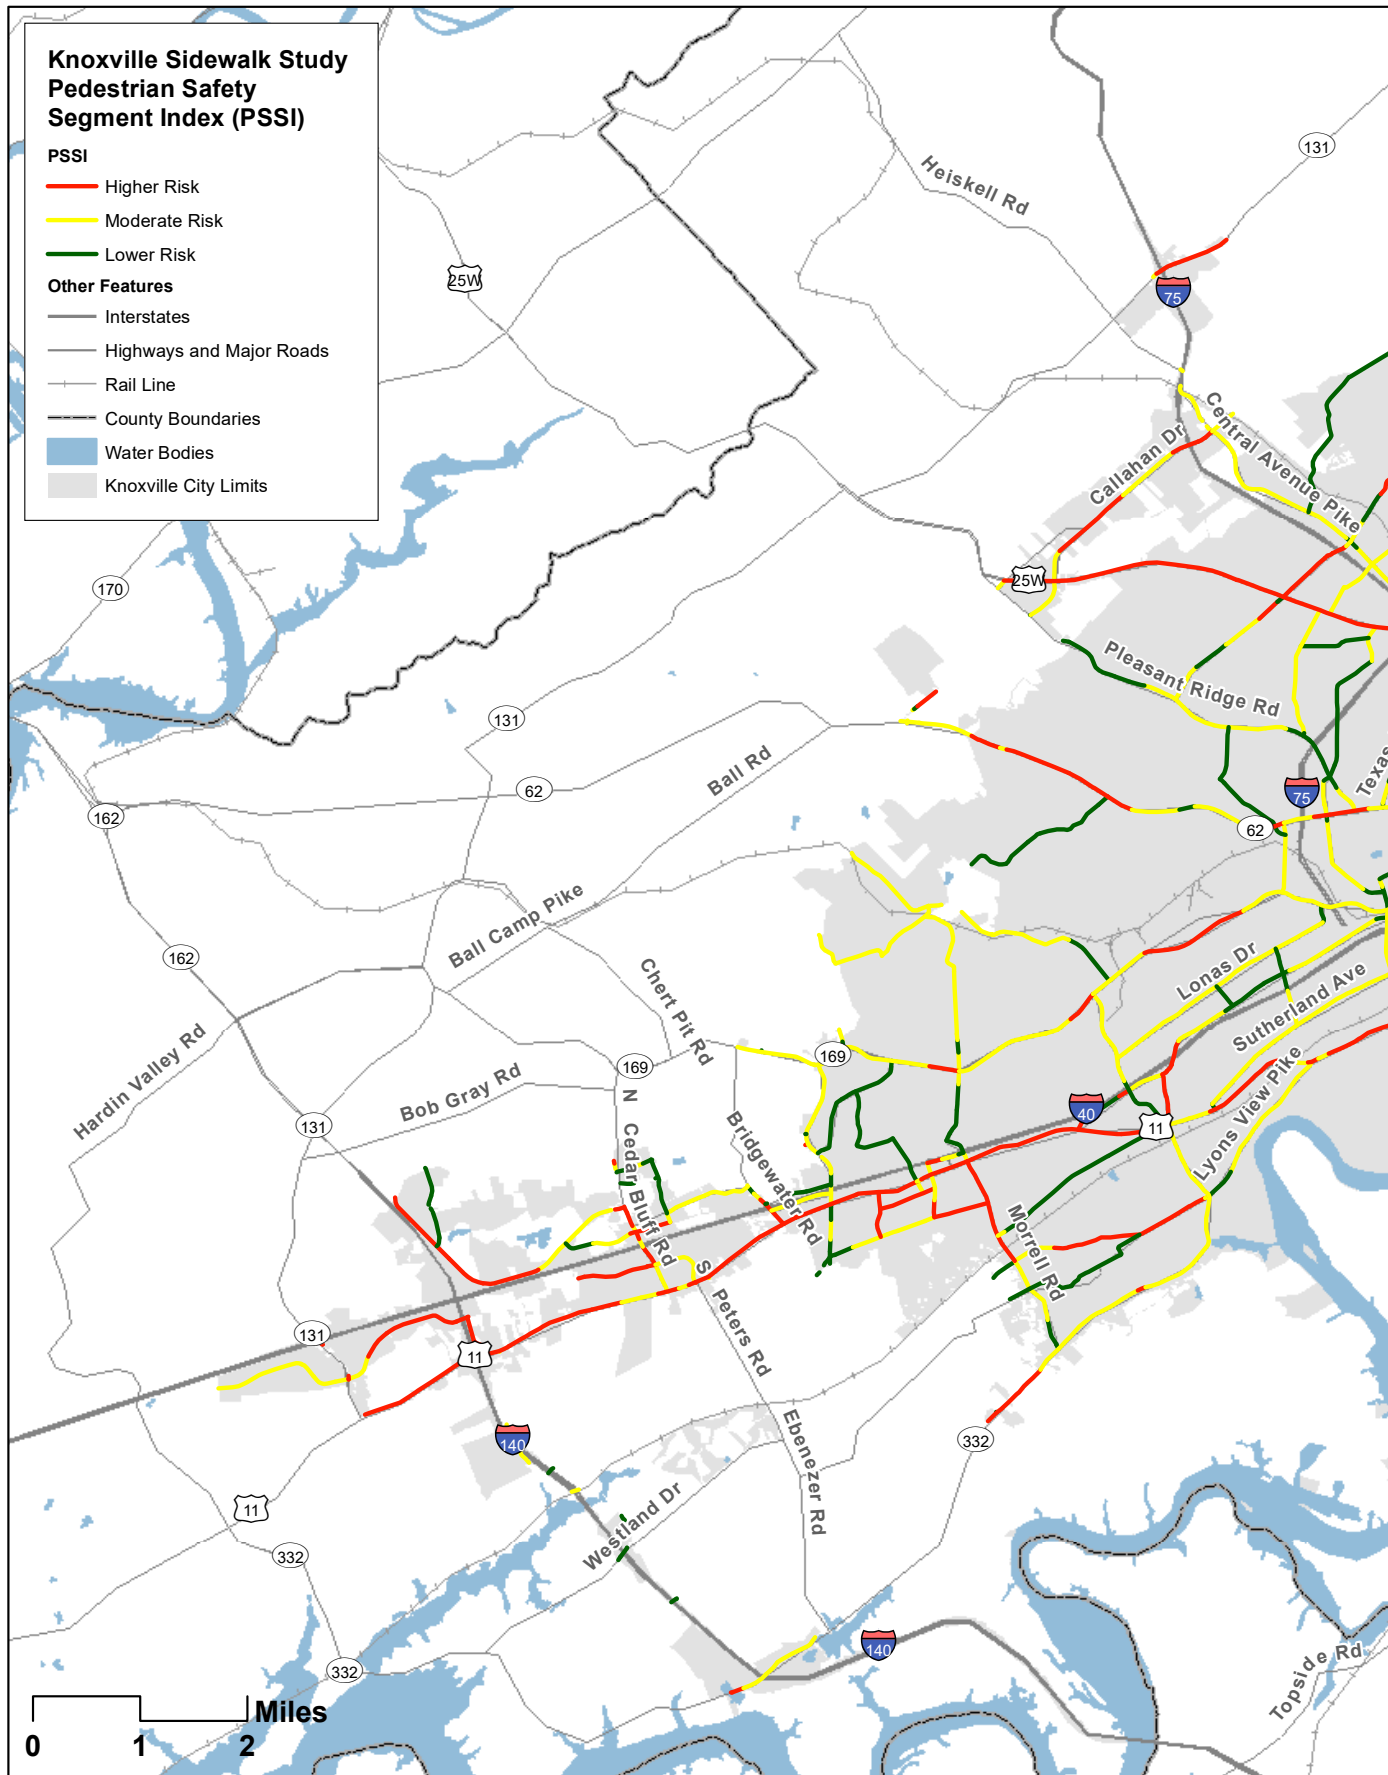 Knoxville Sidewalk Study
Pedestrian Safety
Segment Index (PSSI)
PSSI
Higher Risk
Moderate Risk
Lower Risk
Other Features
Interstates
Highways and Major Roads
Rail Line
County Boundaries
Water Bodies
Knoxville City Limits
131
Heiskell Rd
25W
75
Central Avenue Pike
Callahan Dr
25W
170
Pleasant Ridge Rd
131
Ball Rd
62
75
Texas
162
62
Ball Camp Pike
162
Chert Pit Rd
Lonas Dr
Sutherland Ave
Hardin Valley Rd
169
169
Bob Gray Rd
N Cedar Bluff Rd
Bridgewater Rd
40
11
Lyons View Pike
131
Morrell Rd
S Peters Rd
131
11
Ebenezer Rd
140
332
11
Westland Dr
332
140
332
Topside Rd
Miles
0 1 2